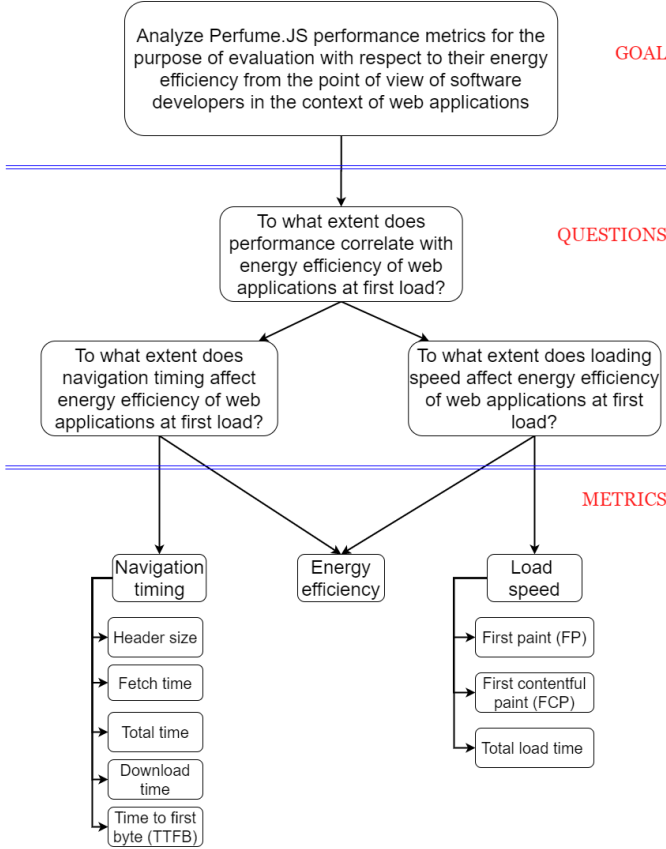 Analyze Perfume.JS performance metrics for the
purpose of evaluation with respect to their energy
efficiency from the point of view of software
developers in the context of web applications
GOAL
To what extent does
performance correlate with
energy efficiency of web
applications at first load?
QUESTIONS
To what extent does
navigation timing affect
energy efficiency of web
applications at first load?
To what extent does loading
speed affect energy efficiency
of web applications at first
load?
METRICS
Navigation
timing
Energy
efficiency
Load
speed
Header size
Fetch time
Total time
Download
time
Time to first
byte (TTFB)
First paint (FP)
First contentful
paint (FCP)
Total load time